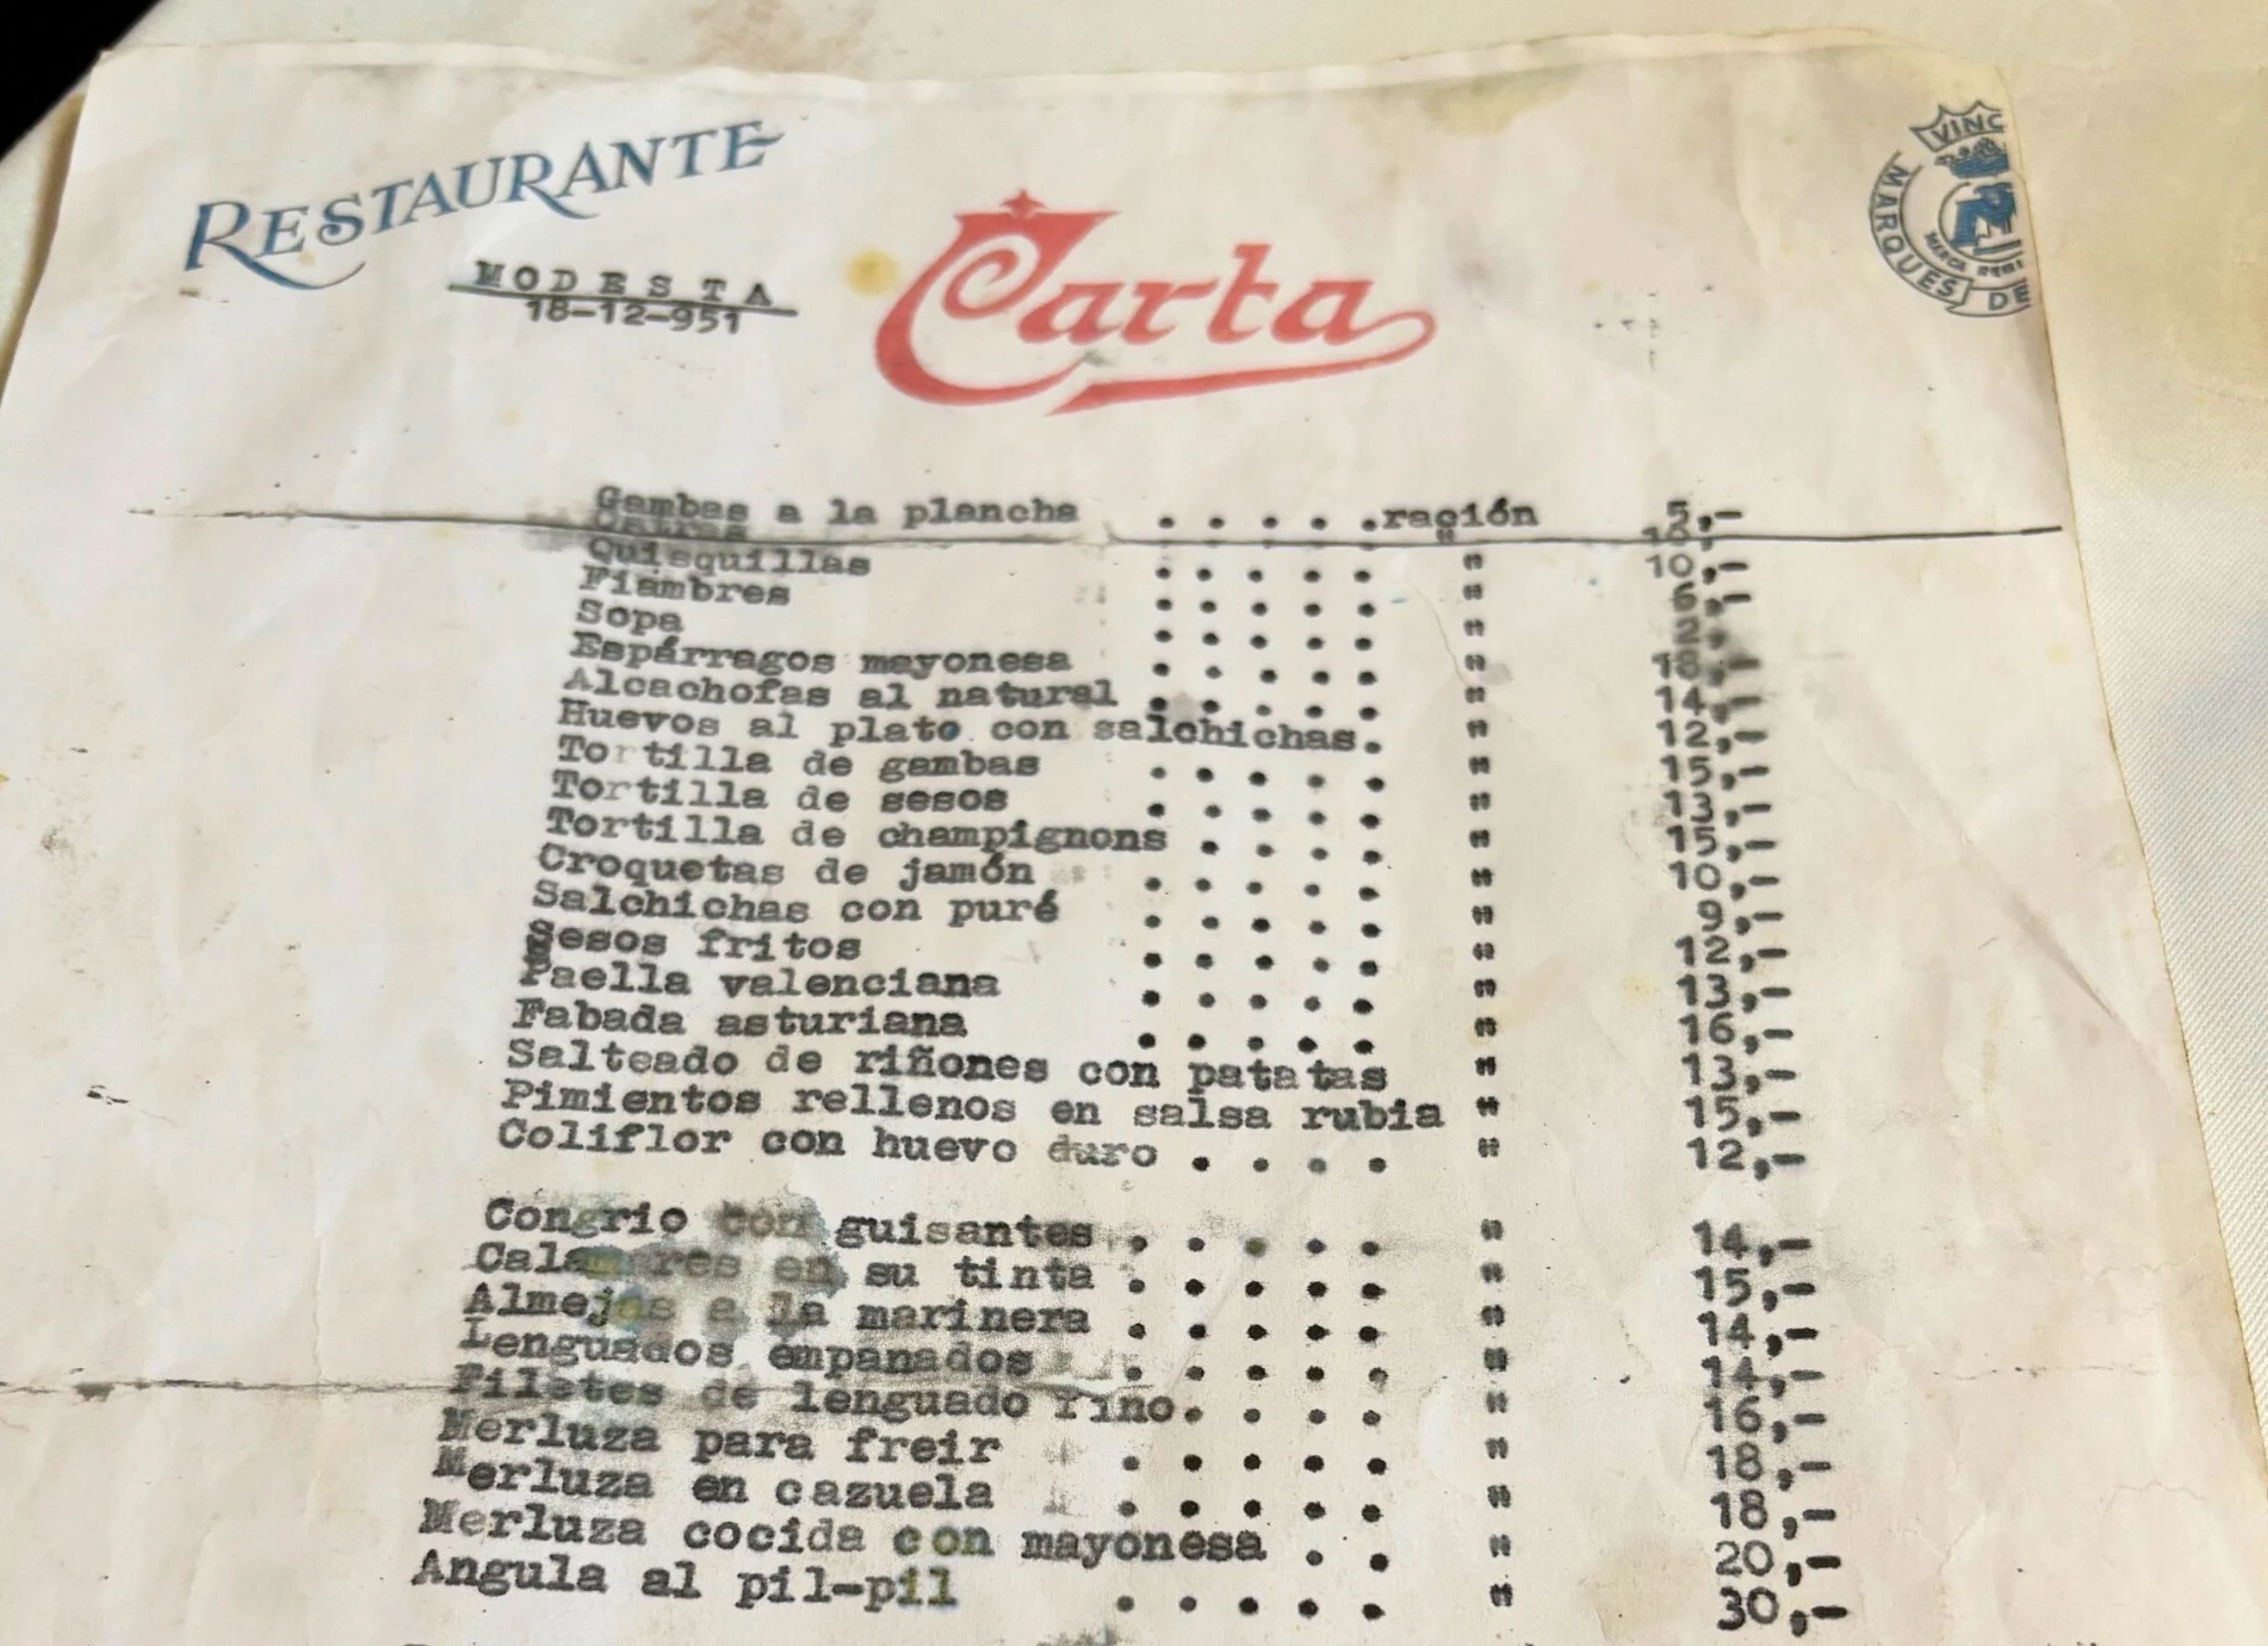 RESTAURANTE
MODESTA
18-12-951
Carta
VINC
MARQUES DE
Gambas a la plancha . . . . .ración 5,-
"
Quisquillas . . . . . " 10,-
Fiambres . . . . . " 6,-
Sopa . . . . . " 2,
Espárragos mayonesa . . . . . " 18,-
Alcachofas al natural . . . . . " 14,-
Huevos al plato con salchichas. " 12,-
Tortilla de gambas . . . . . " 15,-
Tortilla de sesos . . . . . " 13,-
Tortilla de champignons . . . . " 15,-
Croquetas de jamón . . . . . " 10,-
Salchichas con puré . . . . . " 9,-
Sesos fritos . . . . . " 12,-
Paella valenciana . . . . . " 13,-
Fabada asturiana . . . . . " 16,-
Salteado de riñones con patatas " 13,-
Pimientos rellenos en salsa rubia " 15,-
Coliflor con huevo duro . . . . " 12,-
Congrio con guisantes . . . . . " 14,-
Calamares en su tinta . . . . . " 15,-
Almejas a la marinera . . . . . " 14,-
Lenguados empanados . . . . . " 14,-
Filetes de lenguado fino. . . . " 16,-
Merluza para freir . . . . . " 18,-
Merluza en cazuela . . . . . " 18,-
Merluza cocida con mayonesa . . " 20,-
Angula al pil-pil . . . . . " 30,-